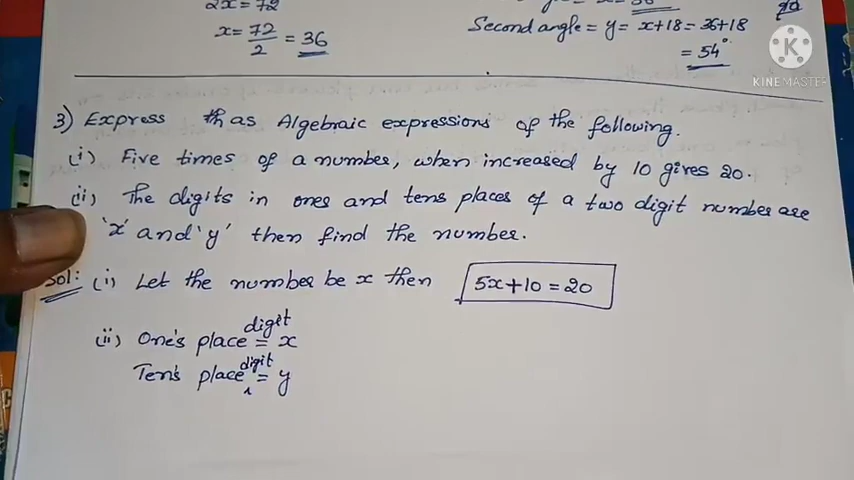 2x = 72
x = 72/2 = 36
Second angle = y = x+18 = 36+18
= 54°
KINEMASTER
3) Express th as Algebraic expressions of the following.
(i) Five times of a number, when increased by 10 gives 20.
(ii) The digits in ones and tens places of a two digit number are
'x' and 'y' then find the number.
Sol: (i) Let the number be x then 5x+10 = 20
(ii) One's place digit = x
Ten's place digit = y